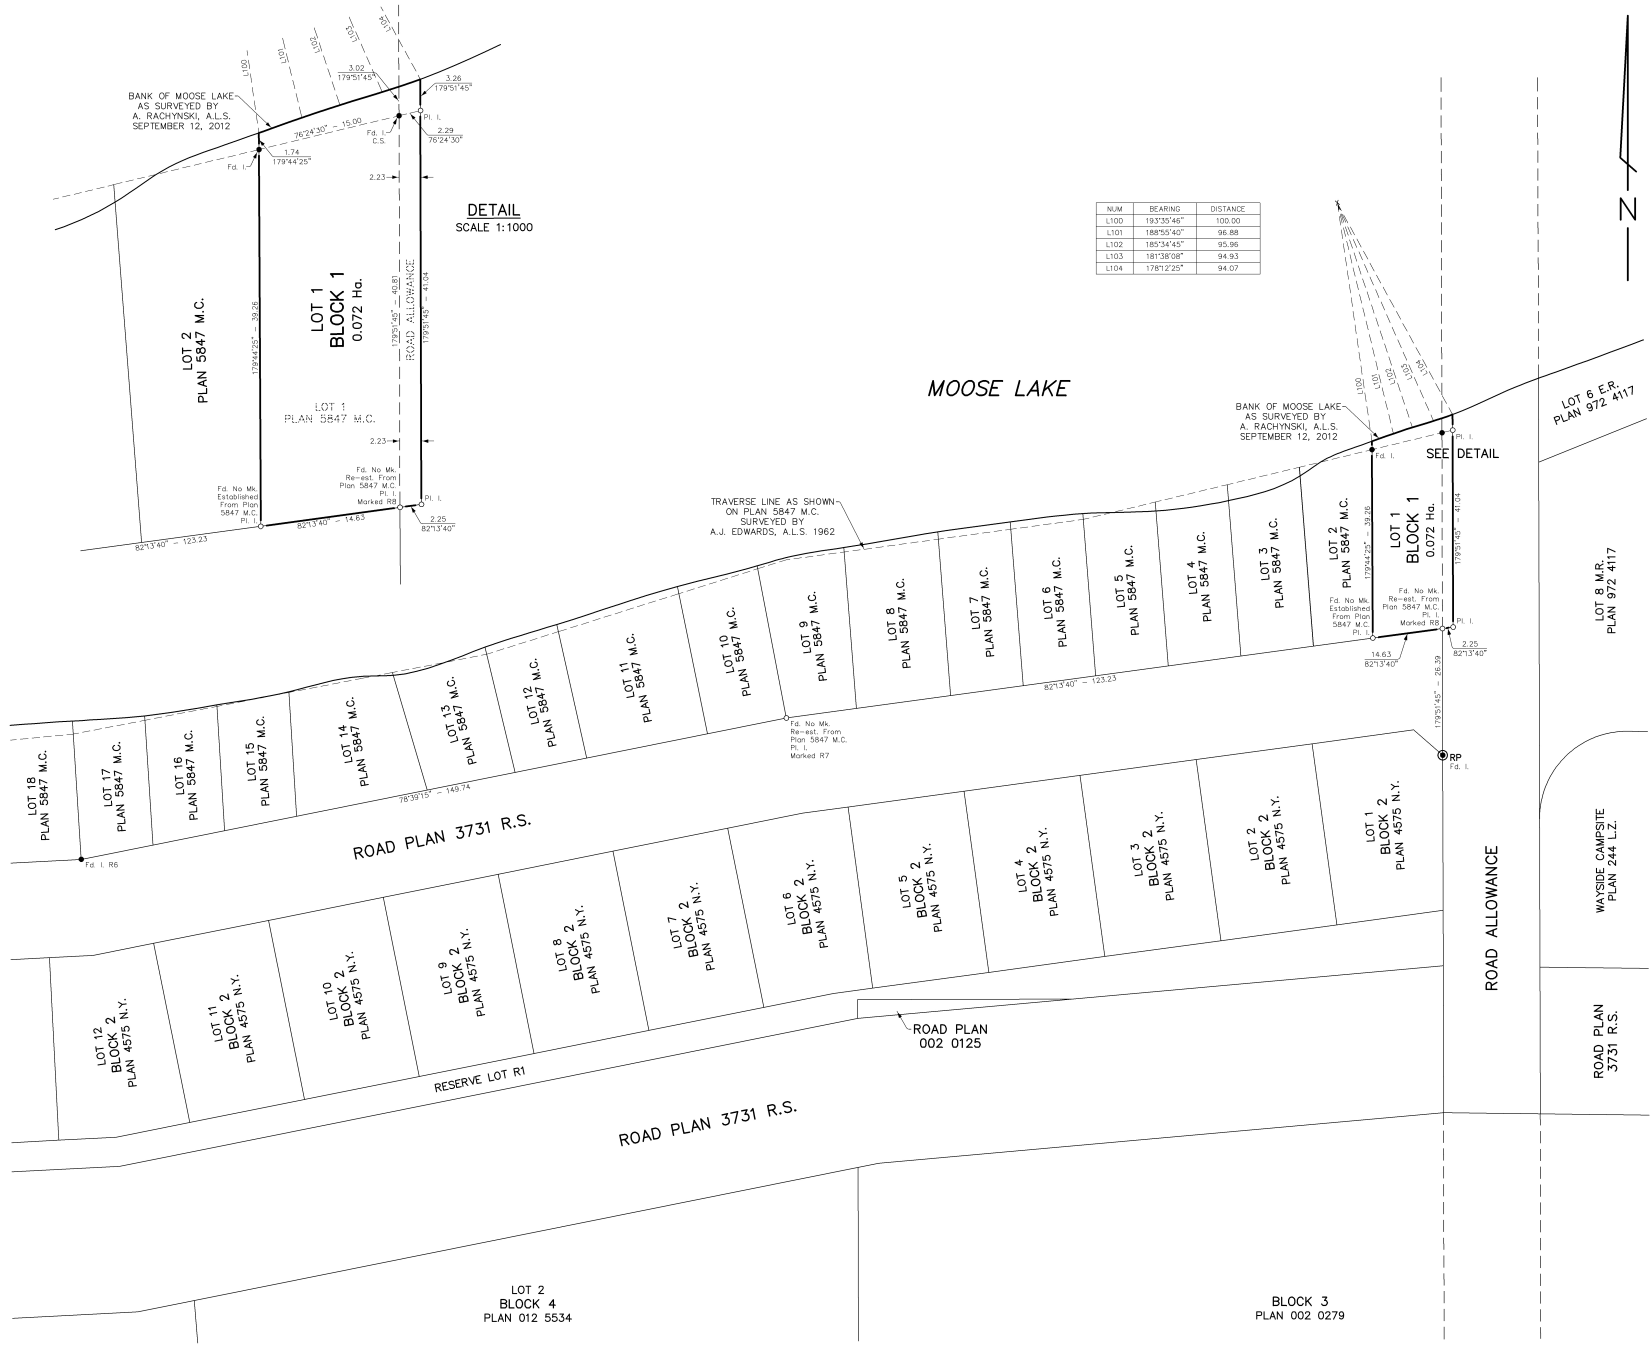 L100
L101
L102
L103
L104
3.02
179°51'45"
3.26
179°51'45"
BANK OF MOOSE LAKE
AS SURVEYED BY
A. RACHYNSKI, A.L.S.
SEPTEMBER 12, 2012
76°24'30" - 15.00
Fd. I.
C.S.
Pl. I.
2.29
76°24'30"
1.74
179°44'25"
Fd. I.
2.23
DETAIL
SCALE 1:1000
LOT 2
PLAN 5847 M.C.
179°44'25" - 39.26
LOT 1
BLOCK 1
0.072 Ha.
179°51'45" - 40.81
ROAD ALLOWANCE
179°51'45" - 41.04
LOT 1
PLAN 5847 M.C.
2.23
Fd. No Mk.
Re-est. From
Plan 5847 M.C.
Pl. I.
Marked R8
Fd. No Mk.
Established
From Plan
5847 M.C.
Pl. I.
Pl. I.
82°13'40" - 123.23
82°13'40" - 14.63
2.25
82°13'40"
N
NUM BEARING DISTANCE
L100 193°35'46" 100.00
L101 188°55'40" 96.88
L102 185°34'45" 95.96
L103 181°38'08" 94.93
L104 178°12'25" 94.07
MOOSE LAKE
L100
L101
L102
L103
L104
BANK OF MOOSE LAKE
AS SURVEYED BY
A. RACHYNSKI, A.L.S.
SEPTEMBER 12, 2012
Fd. I.
Pl. I.
SEE DETAIL
LOT 6 E.R.
PLAN 972 4117
TRAVERSE LINE AS SHOWN
ON PLAN 5847 M.C.
SURVEYED BY
A.J. EDWARDS, A.L.S. 1962
LOT 18
PLAN 5847 M.C.
LOT 17
PLAN 5847 M.C.
LOT 16
PLAN 5847 M.C.
LOT 15
PLAN 5847 M.C.
LOT 14
PLAN 5847 M.C.
LOT 13
PLAN 5847 M.C.
LOT 12
PLAN 5847 M.C.
LOT 11
PLAN 5847 M.C.
LOT 10
PLAN 5847 M.C.
LOT 9
PLAN 5847 M.C.
LOT 8
PLAN 5847 M.C.
LOT 7
PLAN 5847 M.C.
LOT 6
PLAN 5847 M.C.
LOT 5
PLAN 5847 M.C.
LOT 4
PLAN 5847 M.C.
LOT 3
PLAN 5847 M.C.
LOT 2
PLAN 5847 M.C.
179°44'25" - 39.26
LOT 1
BLOCK 1
0.072 Ha.
179°51'45" - 41.04
Fd. No Mk.
Established
From Plan
5847 M.C.
Pl. I.
Fd. No Mk.
Re-est. From
Plan 5847 M.C.
Pl. I.
Marked R8
Pl. I.
14.63
82°13'40"
2.25
82°13'40"
LOT 8 M.R.
PLAN 972 4117
82°13'40" - 123.23
179°51'45" - 26.39
Fd. No Mk.
Re-est. From
Plan 5847 M.C.
Pl. I.
Marked R7
RP
Fd. I.
78°39'15" - 149.74
ROAD PLAN 3731 R.S.
Fd. I. R6
LOT 12
BLOCK 2
PLAN 4575 N.Y.
LOT 11
BLOCK 2
PLAN 4575 N.Y.
LOT 10
BLOCK 2
PLAN 4575 N.Y.
LOT 9
BLOCK 2
PLAN 4575 N.Y.
LOT 8
BLOCK 2
PLAN 4575 N.Y.
LOT 7
BLOCK 2
PLAN 4575 N.Y.
LOT 6
BLOCK 2
PLAN 4575 N.Y.
LOT 5
BLOCK 2
PLAN 4575 N.Y.
LOT 4
BLOCK 2
PLAN 4575 N.Y.
LOT 3
BLOCK 2
PLAN 4575 N.Y.
LOT 2
BLOCK 2
PLAN 4575 N.Y.
LOT 1
BLOCK 2
PLAN 4575 N.Y.
ROAD ALLOWANCE
WAYSIDE CAMPSITE
PLAN 244 L.Z.
ROAD PLAN
3731 R.S.
ROAD PLAN
002 0125
RESERVE LOT R1
ROAD PLAN 3731 R.S.
LOT 2
BLOCK 4
PLAN 012 5534
BLOCK 3
PLAN 002 0279